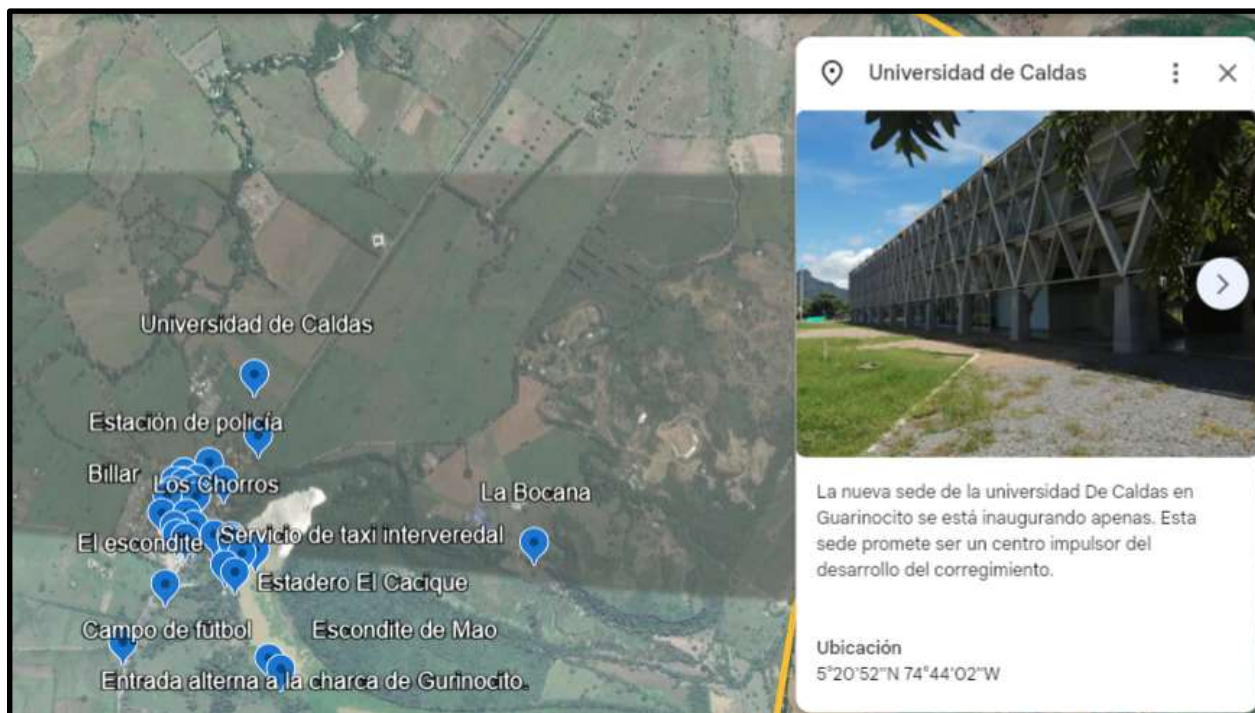 Universidad de Caldas
Estación de policía
Billar
Los Chorros
La Bocana
El escondite
Servicio de taxi interveredal
Estadero El Cacique
Campo de fútbol
Escondite de Mao
Entrada alterna a la charca de Gurinocito.
Universidad de Caldas
La nueva sede de la universidad De Caldas en
Guarinocito se está inaugurando apenas. Esta
sede promete ser un centro impulsor del
desarrollo del corregimiento.
Ubicación
5°20'52"N 74°44'02"W